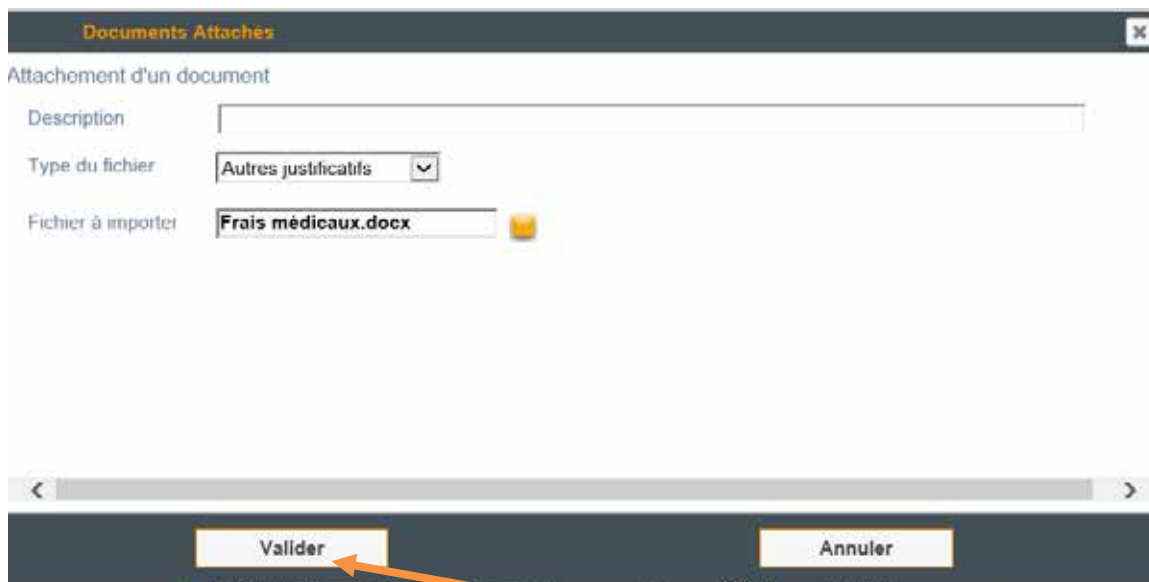 Documents Attachés
Attachement d'un document
Description
Type du fichier Autres justificatifs
Fichier à importer Frais médicaux.docx
Valider Annuler